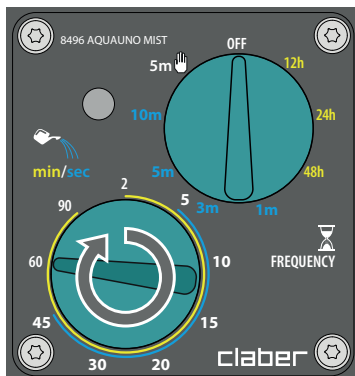 8496 AQUAUNO MIST
OFF
5m
12h
10m
24h
5m
48h
3m
1m
min/sec
FREQUENCY
2
5
10
15
20
30
45
60
90
claber